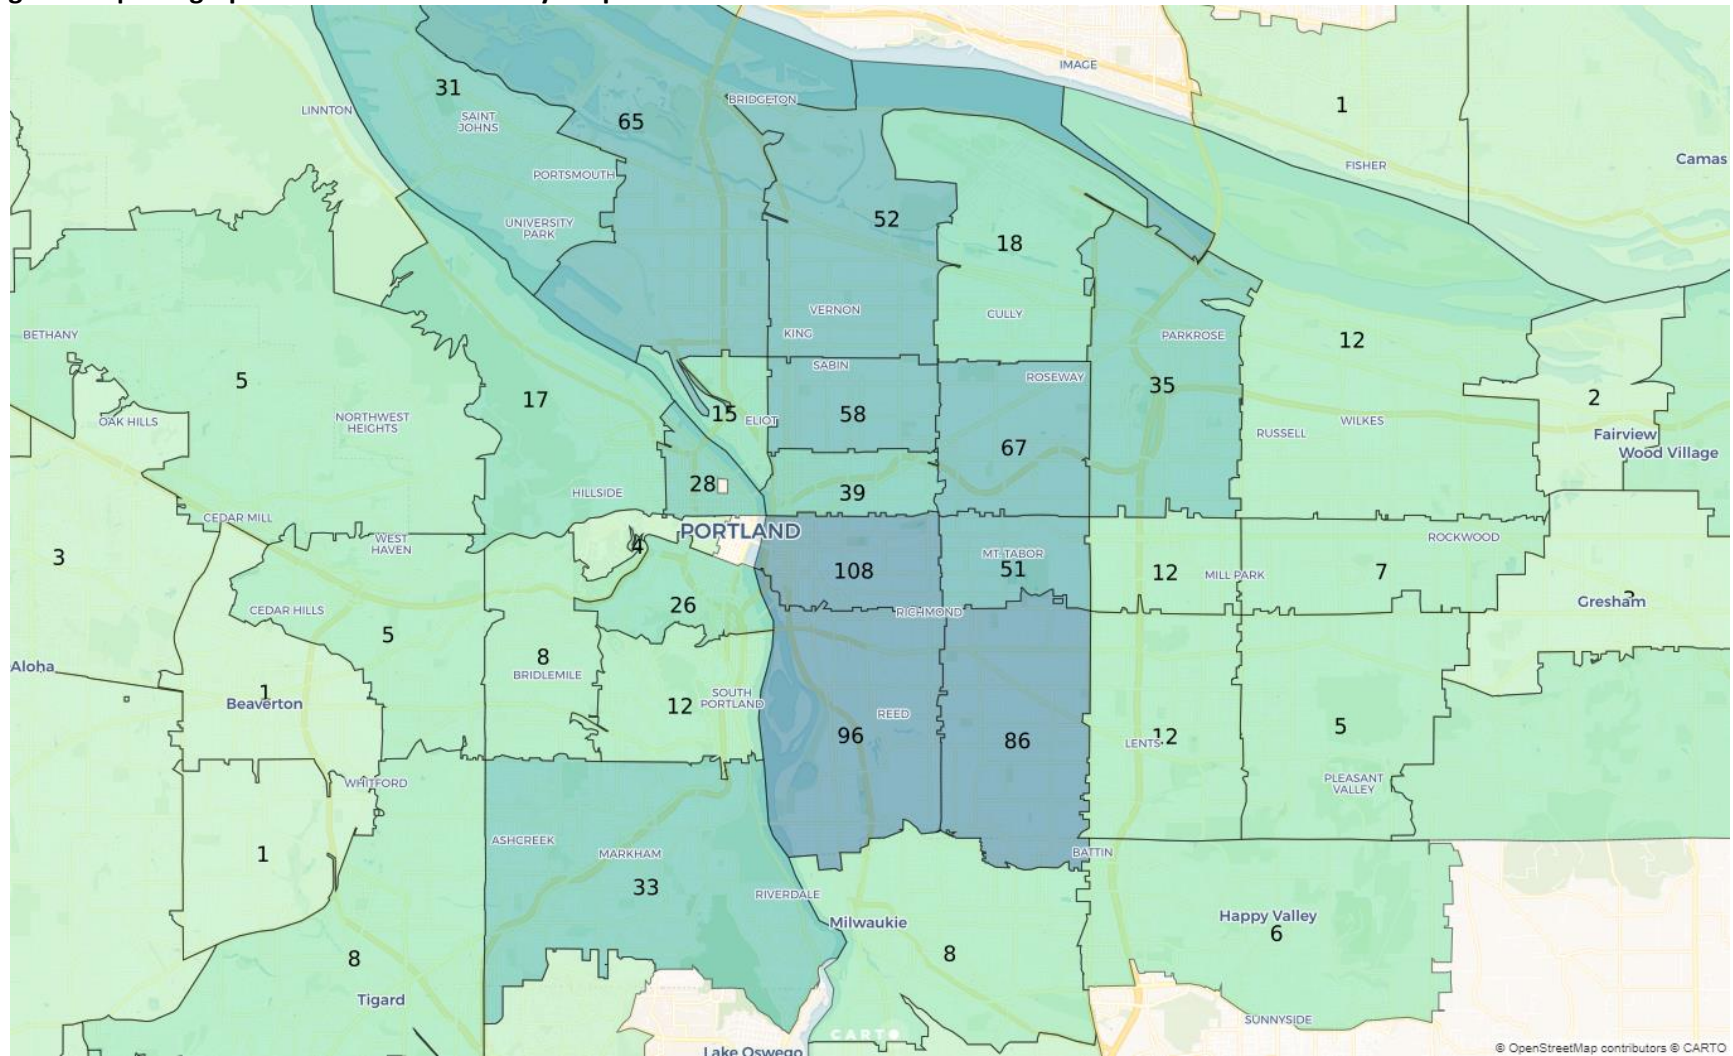 IMAGE
31
LINNTON
SAINT
JOHNS
65
BRIDGETON
1
Camas
FISHER
PORTSMOUTH
UNIVERSITY
PARK
52
18
BETHANY
VERNON
KING
CULLY
PARKROSE
12
5
17
SABIN
ROSEWAY
35
2
OAK HILLS
NORTHWEST
HEIGHTS
15
ELIOT
58
67
RUSSELL
WILKES
Fairview
Wood Village
28
HILLSIDE
39
CEDAR MILL
PORTLAND
3
WEST
HAVEN
4
108
MT. TABOR
51
12
MILL PARK
7
ROCKWOOD
CEDAR HILLS
26
RICHMOND
Gresham
5
Aloha
8
BRIDLEMILE
1
Beaverton
12
SOUTH
PORTLAND
REED
96
86
LENTS
12
5
WHITFORD
PLEASANT
VALLEY
1
ASHCREEK
MARKHAM
33
RIVERDALE
BATTIN
Milwaukie
Happy Valley
6
8
8
Tigard
SUNNYSIDE
CARTO
Lake Oswego
© OpenStreetMap contributors © CARTO